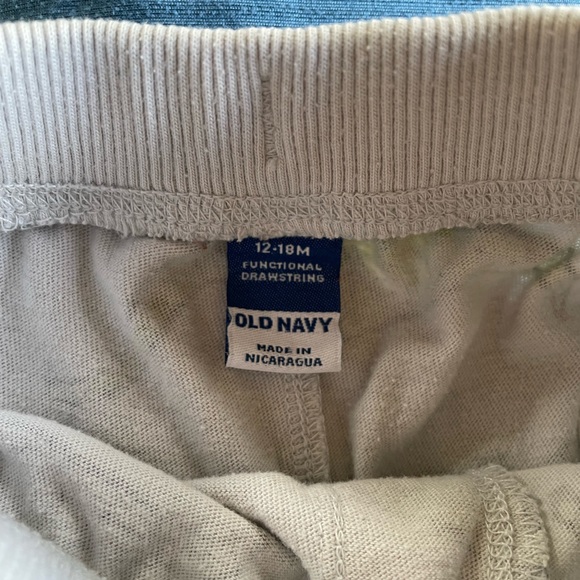 12-18M
FUNCTIONAL
DRAWSTRING
OLD NAVY
MADE IN
NICARAGUA